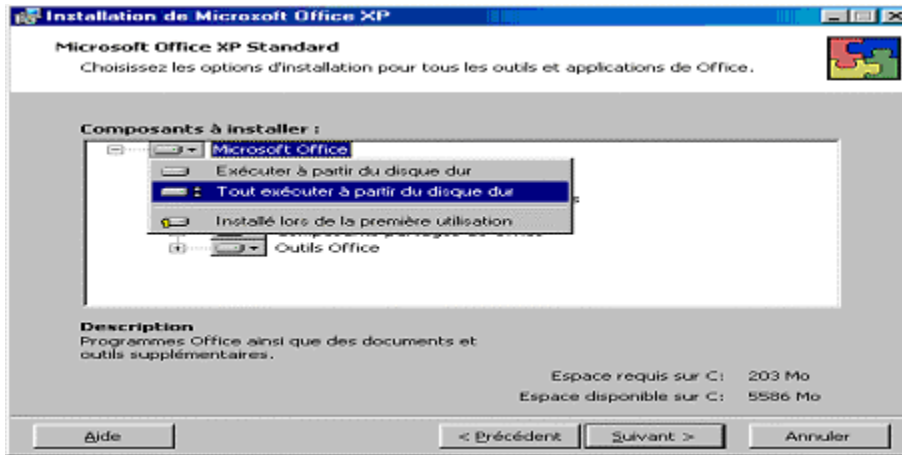 Installation de Microsoft Office XP
Microsoft Office XP Standard
Choisissez les options d'installation pour tous les outils et applications de Office.
Composants à installer :
Microsoft Office
Exécuter à partir du disque dur
Tout exécuter à partir du disque dur
Installé lors de la première utilisation
Outils Office
Description
Programmes Office ainsi que des documents et
outils supplémentaires.
Espace requis sur C: 203 Mo
Espace disponible sur C: 5586 Mo
Aide < Précédent Suivant > Annuler